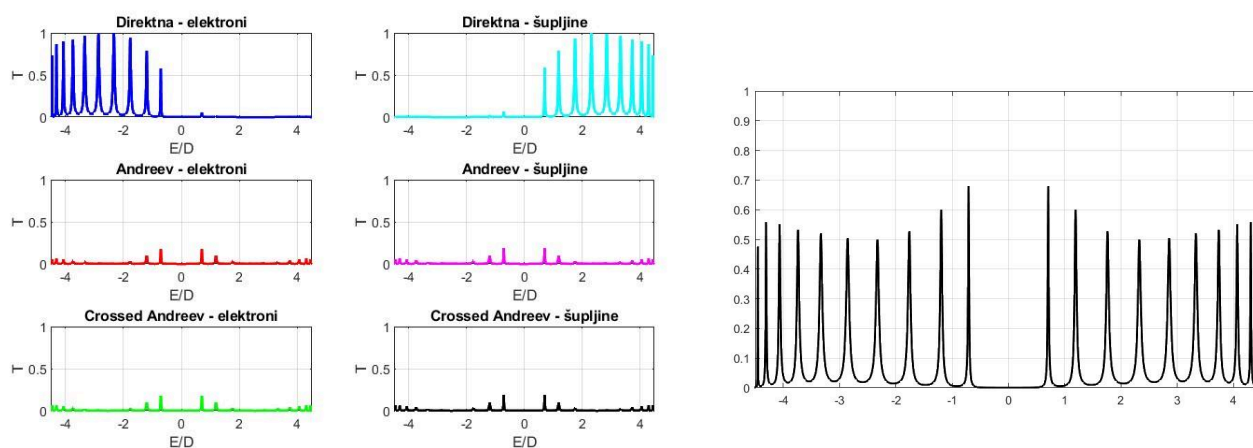 Direktna - elektroni
1
0.5
0
T
-4 -2 0 2 4
E/D
Direktna - šupljine
1
0.5
0
T
-4 -2 0 2 4
E/D
Andreev - elektroni
1
0.5
0
T
-4 -2 0 2 4
E/D
Andreev - šupljine
1
0.5
0
T
-4 -2 0 2 4
E/D
Crossed Andreev - elektroni
1
0.5
0
T
-4 -2 0 2 4
E/D
Crossed Andreev - šupljine
1
0.5
0
T
-4 -2 0 2 4
E/D
1
0.9
0.8
0.7
0.6
0.5
0.4
0.3
0.2
0.1
0
-4 -3 -2 -1 0 1 2 3 4